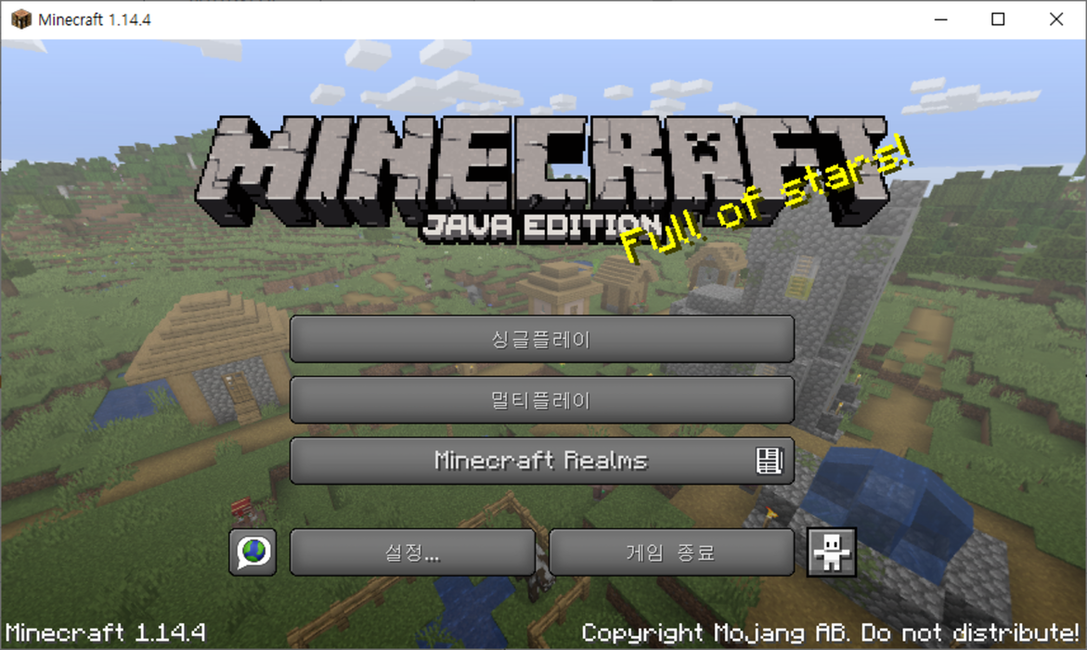 Minecraft 1.14.4
MINECRAFT
JAVA EDITION
Full of stars!
싱글플레이
멀티플레이
Minecraft Realms
설정...
게임 종료
Minecraft 1.14.4
Copyright Mojang AB. Do not distribute!